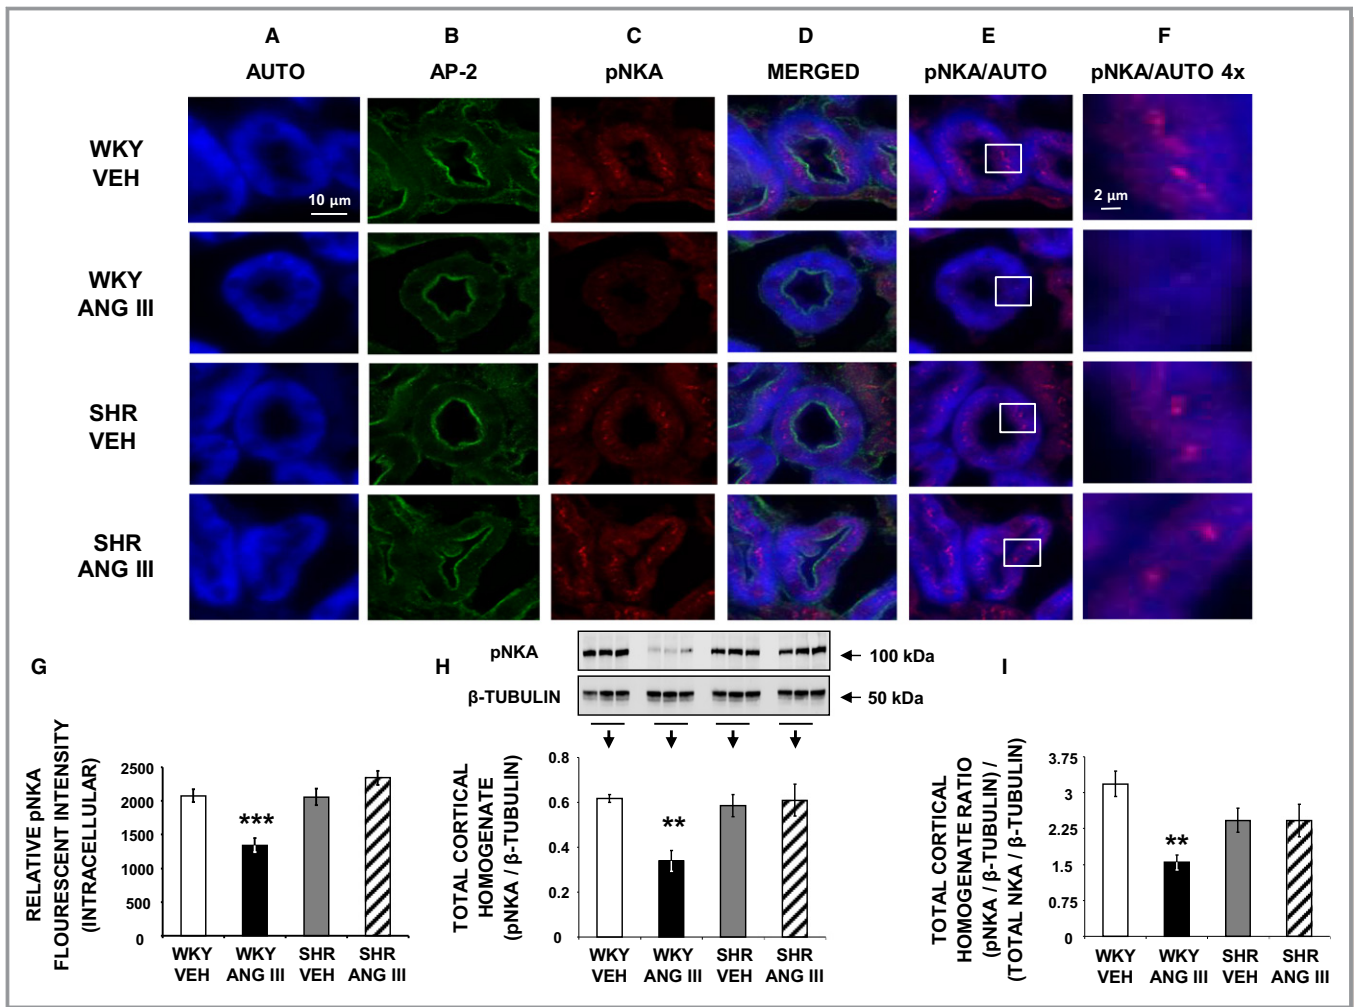 A B C D E F
AUTO AP-2 pNKA MERGED pNKA/AUTO pNKA/AUTO 4x
WKY
VEH
10 µm
2 µm
WKY
ANG III
SHR
VEH
SHR
ANG III
G
RELATIVE pNKA
FLOURESCENT INTENSITY
(INTRACELLULAR)
2500
2000
1500
1000
500
0
***
WKY
VEH
WKY
ANG III
SHR
VEH
SHR
ANG III
H
pNKA
100 kDa
β-TUBULIN
50 kDa
TOTAL CORTICAL
HOMOGENATE
(pNKA / β-TUBULIN)
0.8
0.6
0.4
0.2
0
**
WKY
VEH
WKY
ANG III
SHR
VEH
SHR
ANG III
I
TOTAL CORTICAL
HOMOGENATE RATIO
(pNKA / β-TUBULIN) /
(TOTAL NKA / β-TUBULIN)
3.75
3
2.25
1.5
0.75
0
**
WKY
VEH
WKY
ANG III
SHR
VEH
SHR
ANG III